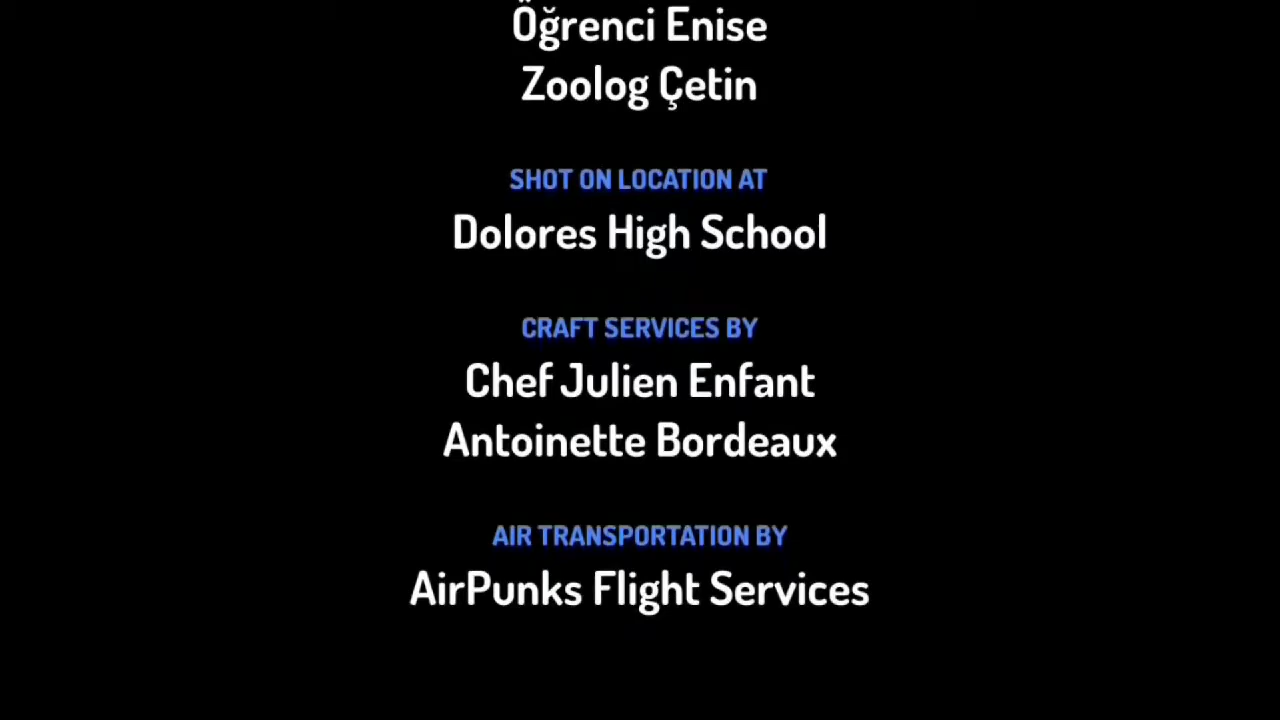 Öğrenci Enise
Zoolog Çetin
SHOT ON LOCATION AT
Dolores High School
CRAFT SERVICES BY
Chef Julien Enfant
Antoinette Bordeaux
AIR TRANSPORTATION BY
AirPunks Flight Services